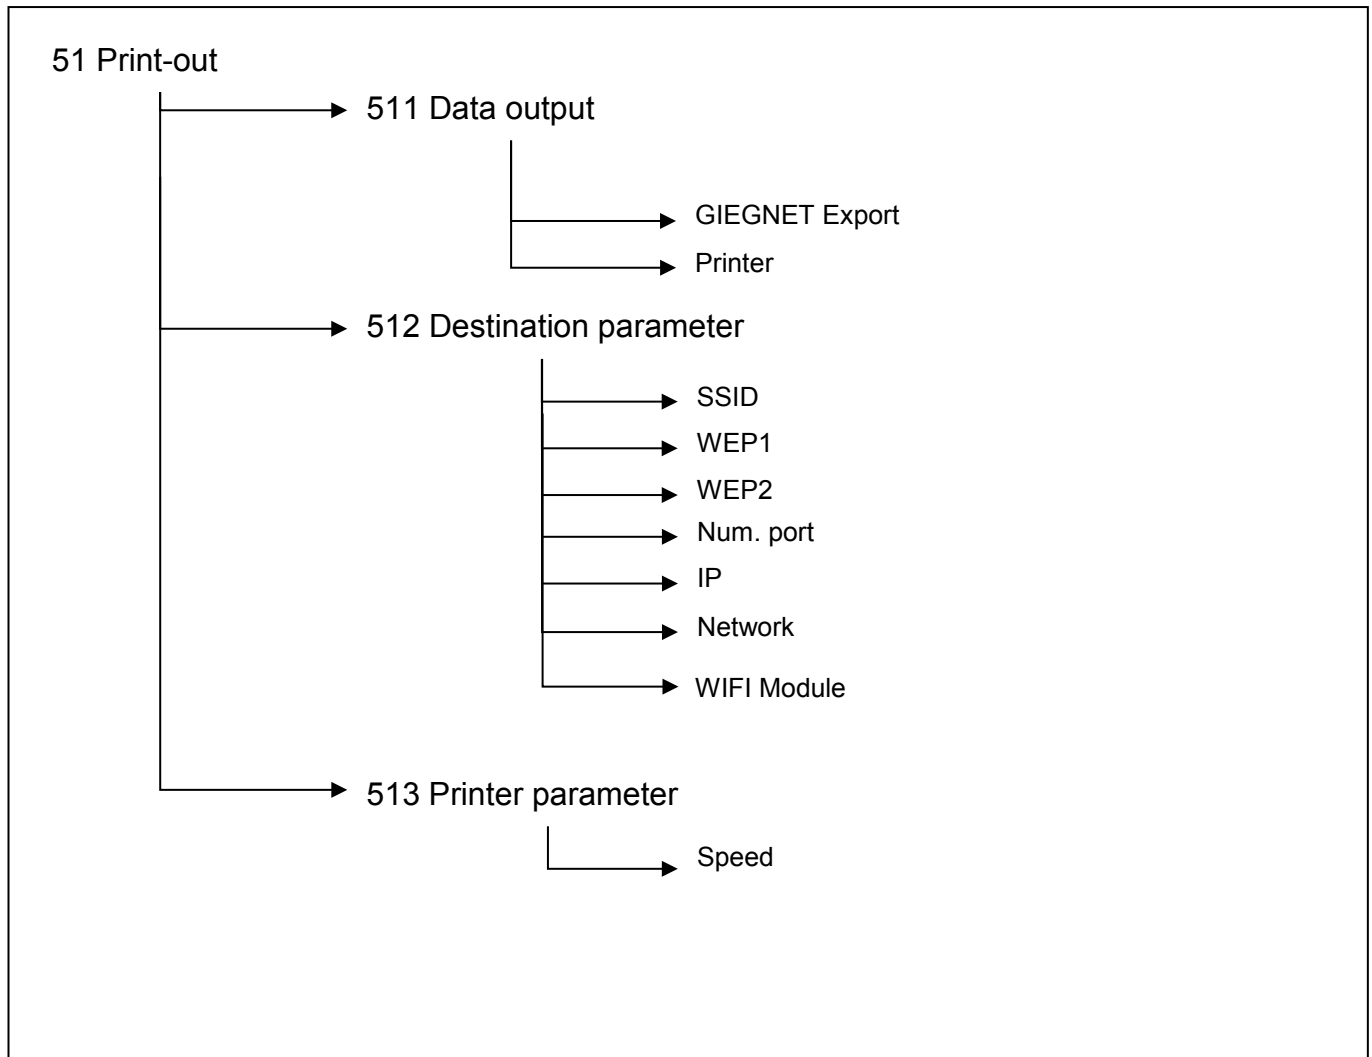 51 Print-out
511 Data output
GIEGNET Export
Printer
512 Destination parameter
SSID
WEP1
WEP2
Num. port
IP
Network
WIFI Module
513 Printer parameter
Speed